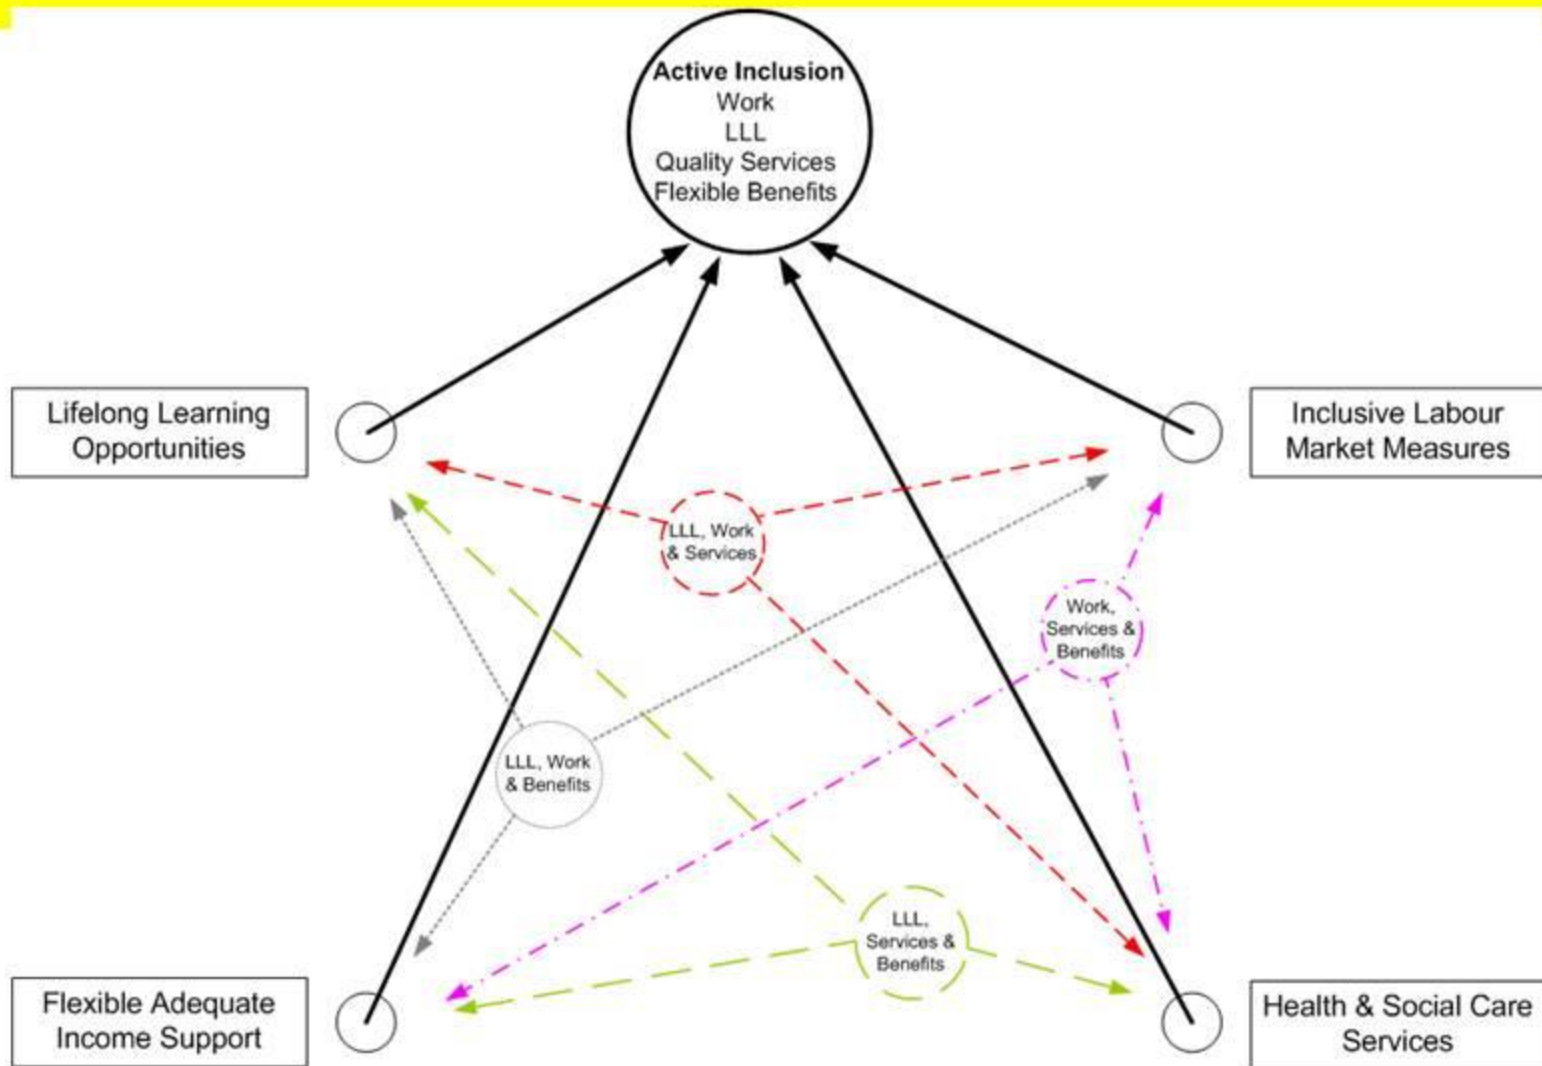 Active Inclusion
Work
LLL
Quality Services
Flexible Benefits
Lifelong Learning
Opportunities
Inclusive Labour
Market Measures
LLL, Work
& Services
Work,
Services &
Benefits
LLL, Work
& Benefits
LLL,
Services &
Benefits
Flexible Adequate
Income Support
Health & Social Care
Services